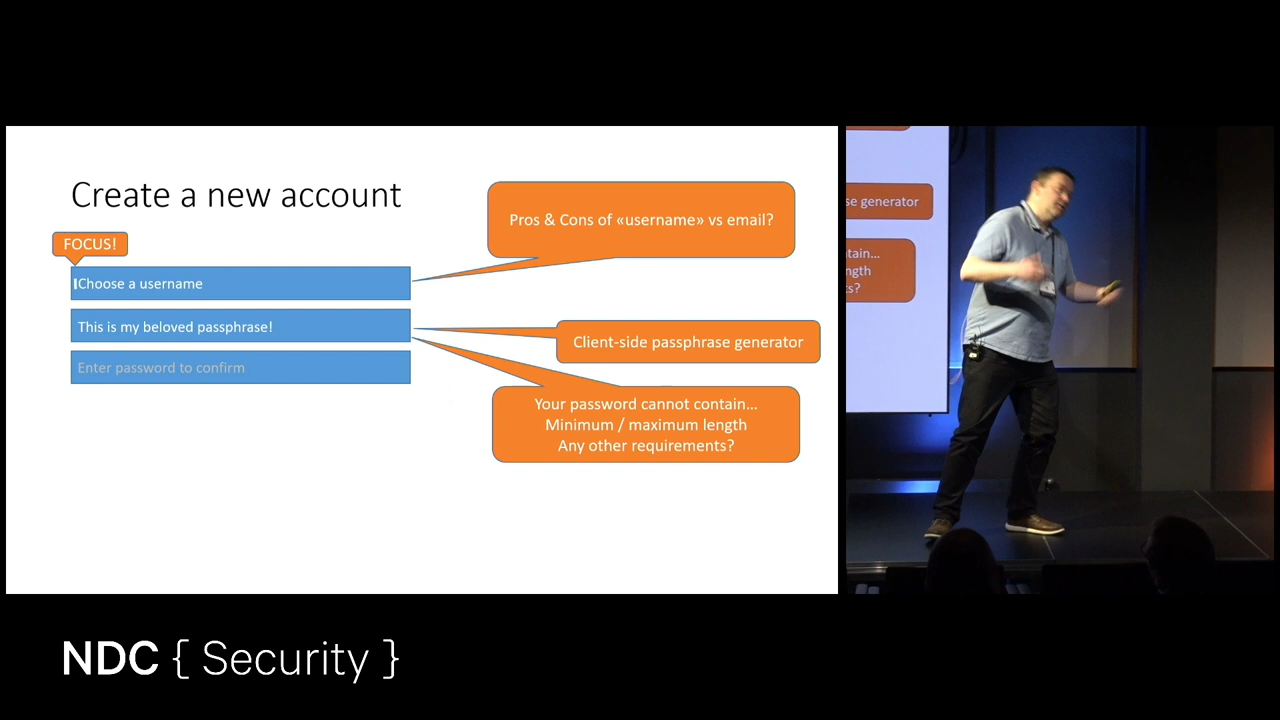 Create a new account
Pros & Cons of «username» vs email?
FOCUS!
Choose a username
This is my beloved passphrase!
Client-side passphrase generator
Enter password to confirm
Your password cannot contain...
Minimum / maximum length
Any other requirements?
se generator
tain...
ngth
ts?
NDC { Security }